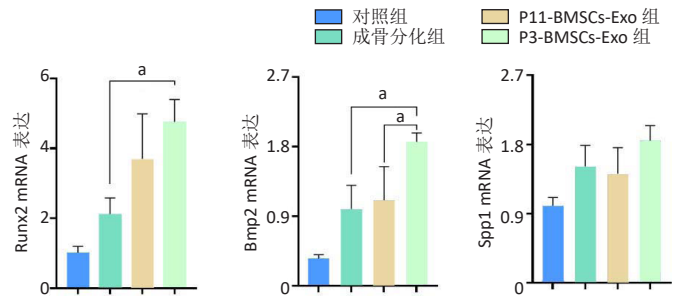 对照组
P11-BMSCs-Exo 组
成骨分化组
P3-BMSCs-Exo 组
Runx2 mRNA 表达
6
4
2
0
a
Bmp2 mRNA 表达
2.7
1.8
0.9
0
a
a
Spp1 mRNA 表达
2.7
1.8
0.9
0